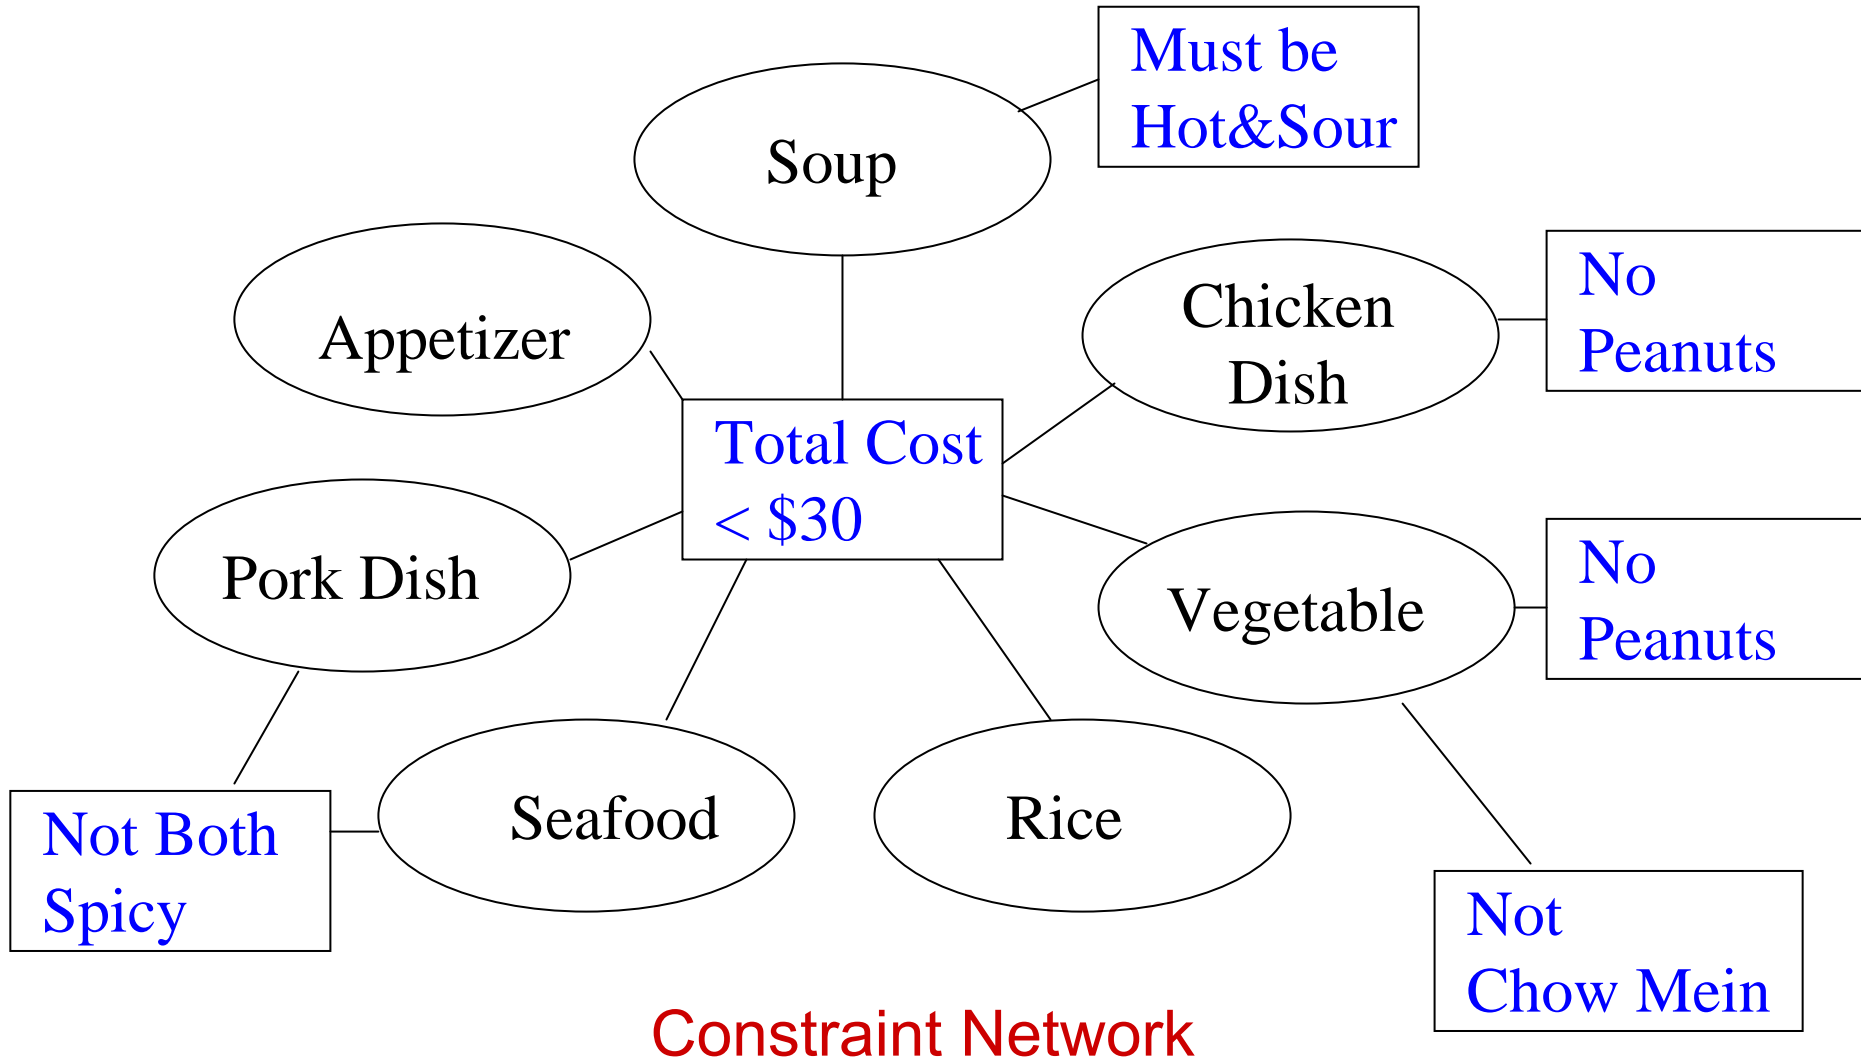 Must be
Hot&Sour
Soup
No
Peanuts
Chicken
Dish
Appetizer
Total Cost
< $30
No
Peanuts
Pork Dish
Vegetable
Not Both
Spicy
Seafood
Rice
Not
Chow Mein
Constraint Network